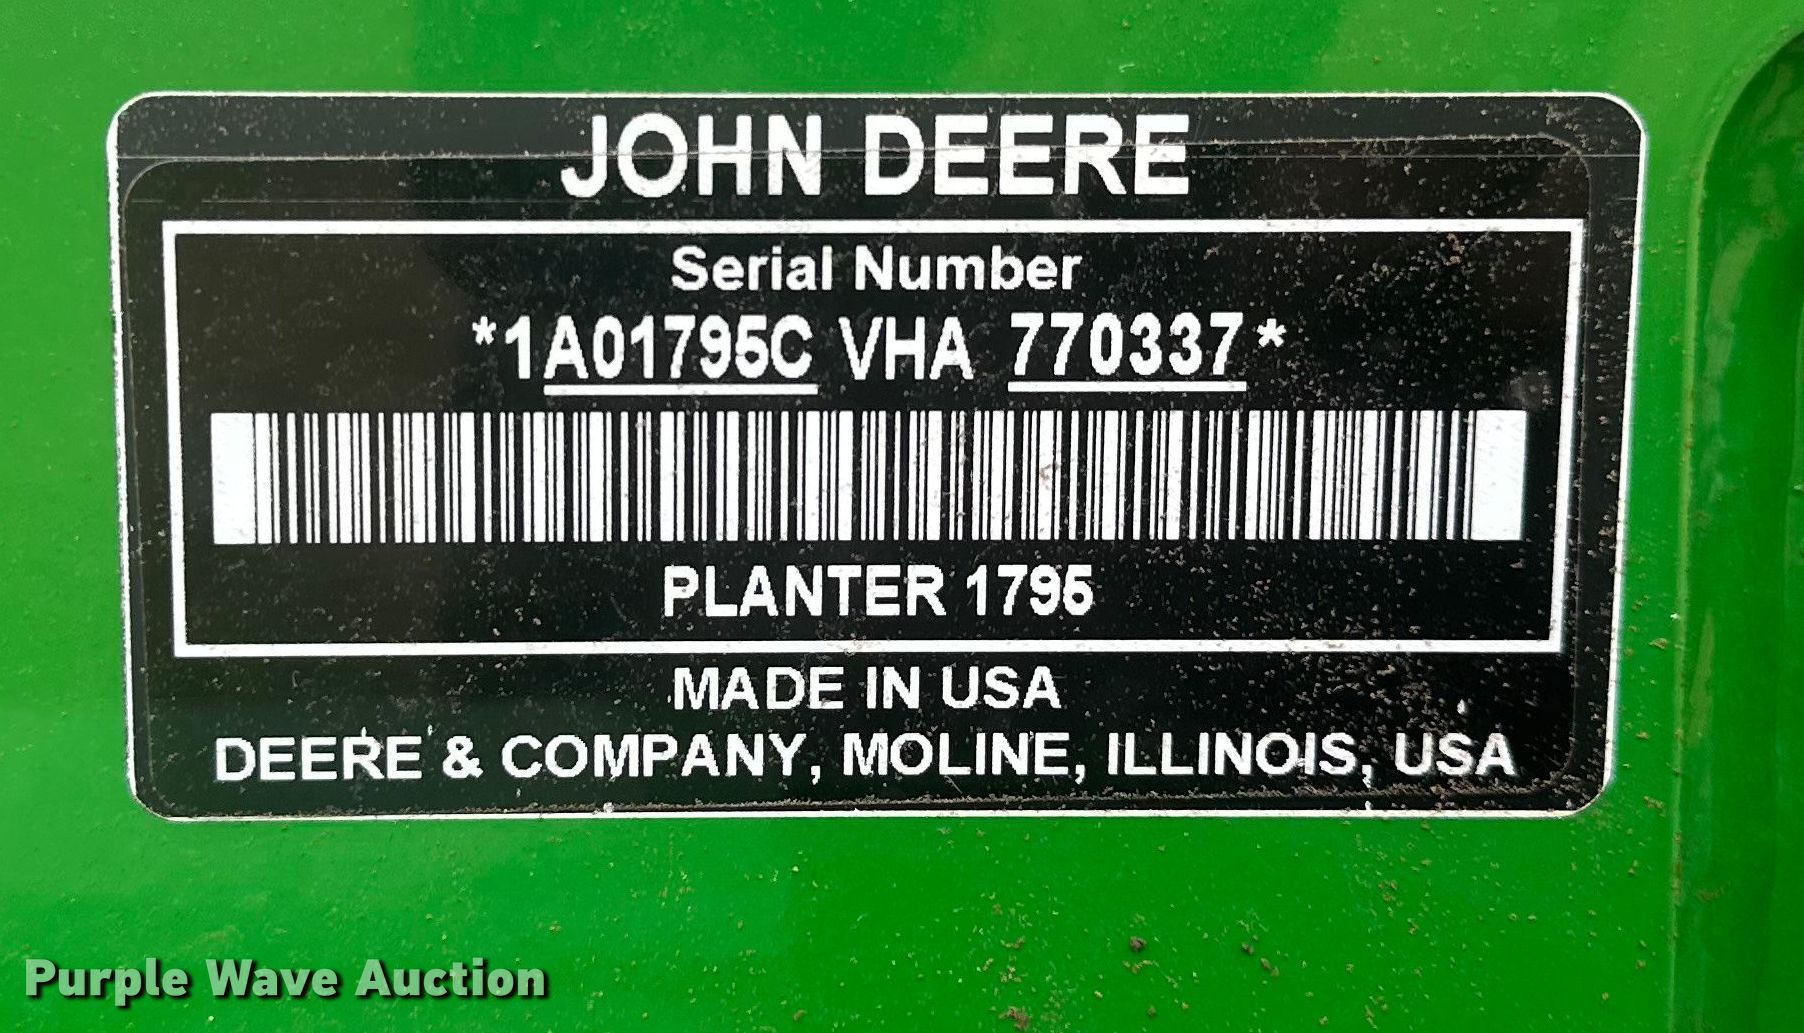 JOHN DEERE
Serial Number
*1A01795C VHA 770337*
PLANTER 1795
MADE IN USA
DEERE & COMPANY, MOLINE, ILLINOIS, USA
Purple Wave Auction